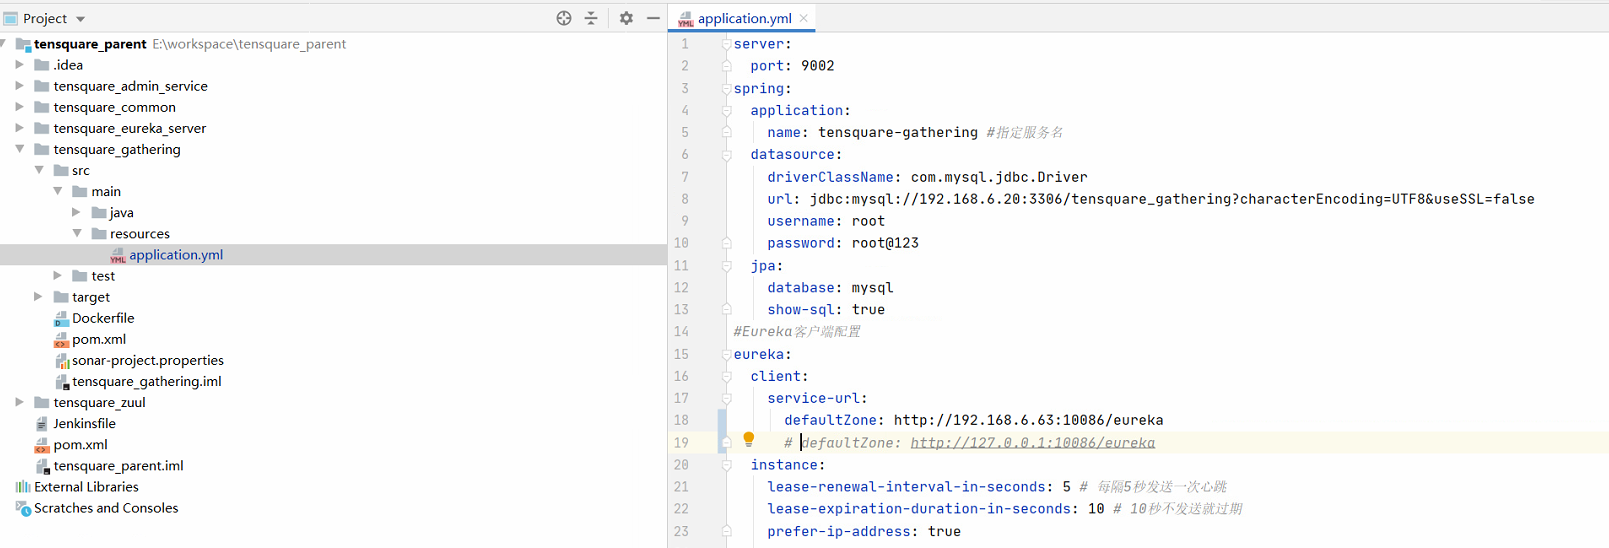 Project
tensquare_parent E:\workspace\tensquare_parent
.idea
tensquare_admin_service
tensquare_common
tensquare_eureka_server
tensquare_gathering
src
main
java
resources
application.yml
test
target
Dockerfile
pom.xml
sonar-project.properties
tensquare_gathering.iml
tensquare_zuul
Jenkinsfile
pom.xml
tensquare_parent.iml
External Libraries
Scratches and Consoles
application.yml
1 server:
2 port: 9002
3 spring:
4 application:
5 name: tensquare-gathering #指定服务名
6 datasource:
7 driverClassName: com.mysql.jdbc.Driver
8 url: jdbc:mysql://192.168.6.20:3306/tensquare_gathering?characterEncoding=UTF8&useSSL=false
9 username: root
10 password: root@123
11 jpa:
12 database: mysql
13 show-sql: true
14 #Eureka客户端配置
15 eureka:
16 client:
17 service-url:
18 defaultZone: http://192.168.6.63:10086/eureka
19 # defaultZone: http://127.0.0.1:10086/eureka
20 instance:
21 lease-renewal-interval-in-seconds: 5 # 每隔5秒发送一次心跳
22 lease-expiration-duration-in-seconds: 10 # 10秒不发送就过期
23 prefer-ip-address: true